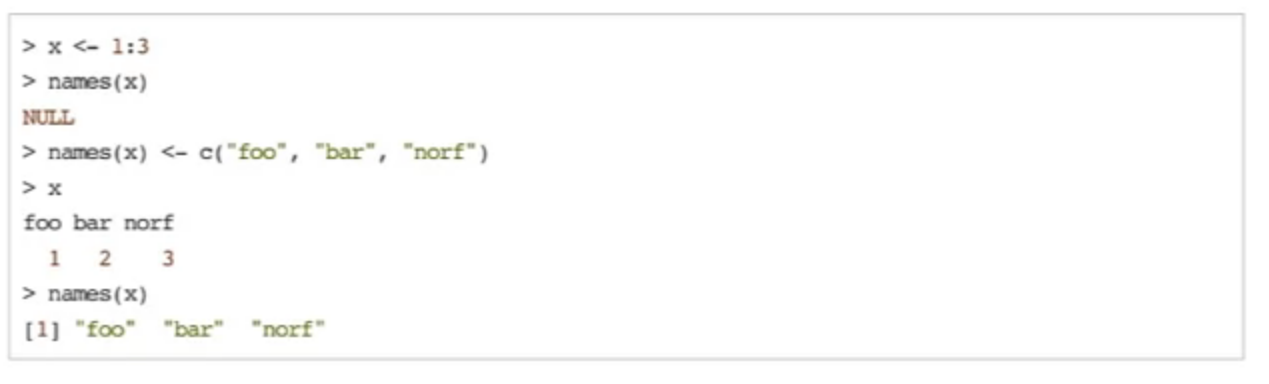 > x <- 1:3
> names(x)
NULL
> names(x) <- c("foo", "bar", "norf")
> x
foo bar norf
  1   2    3
> names(x)
[1] "foo"  "bar"  "norf"